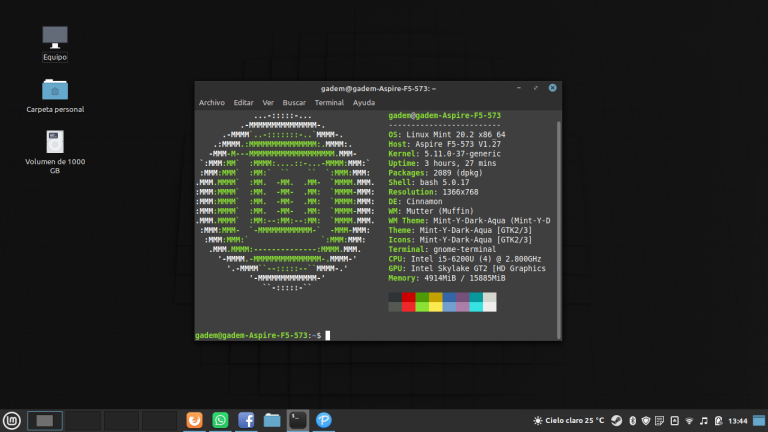 Equipo
Carpeta personal
Volumen de 1000
GB
gadem@gadem-Aspire-F5-573: ~
Archivo Editar Ver Buscar Terminal Ayuda
gadem@gadem-Aspire-F5-573
-------------------------
OS: Linux Mint 20.2 x86_64
Host: Aspire F5-573 V1.27
Kernel: 5.11.0-37-generic
Uptime: 3 hours, 27 mins
Packages: 2089 (dpkg)
Shell: bash 5.0.17
Resolution: 1366x768
DE: Cinnamon
WM: Mutter (Muffin)
WM Theme: Mint-Y-Dark-Aqua (Mint-Y-D
Theme: Mint-Y-Dark-Aqua [GTK2/3]
Icons: Mint-Y-Dark-Aqua [GTK2/3]
Terminal: gnome-terminal
CPU: Intel i5-6200U (4) @ 2.800GHz
GPU: Intel Skylake GT2 [HD Graphics
Memory: 4914MiB / 15885MiB
gadem@gadem-Aspire-F5-573:~$
Cielo claro 25 °C
13:44